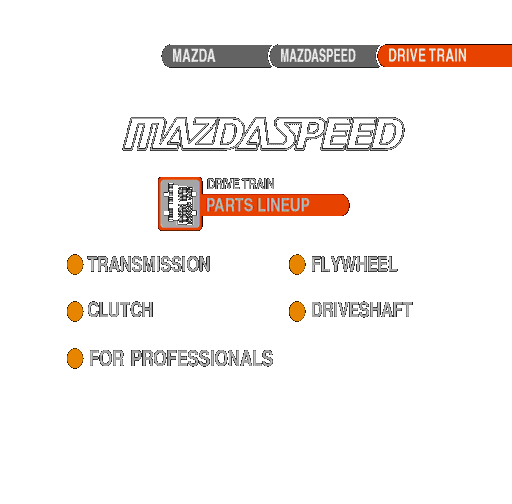 MAZDA MAZDASPEED DRIVE TRAIN
MAZDASPEED
DRIVE TRAIN
PARTS LINEUP
TRANSMISSION FLYWHEEL
CLUTCH DRIVESHAFT
FOR PROFESSIONALS